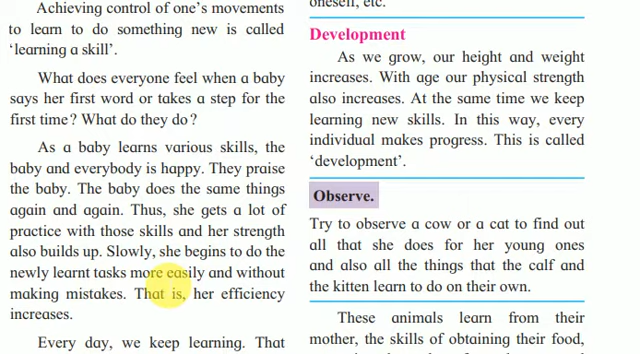 Achieving control of one's movements
to learn to do something new is called
'learning a skill'.
What does everyone feel when a baby
says her first word or takes a step for the
first time? What do they do?
As a baby learns various skills, the
baby and everybody is happy. They praise
the baby. The baby does the same things
again and again. Thus, she gets a lot of
practice with those skills and her strength
also builds up. Slowly, she begins to do the
newly learnt tasks more easily and without
making mistakes. That is, her efficiency
increases.
Every day, we keep learning. That
oneself, etc.
Development
As we grow, our height and weight
increases. With age our physical strength
also increases. At the same time we keep
learning new skills. In this way, every
individual makes progress. This is called
'development'.
Observe.
Try to observe a cow or a cat to find out
all that she does for her young ones
and also all the things that the calf and
the kitten learn to do on their own.
These animals learn from their
mother, the skills of obtaining their food,